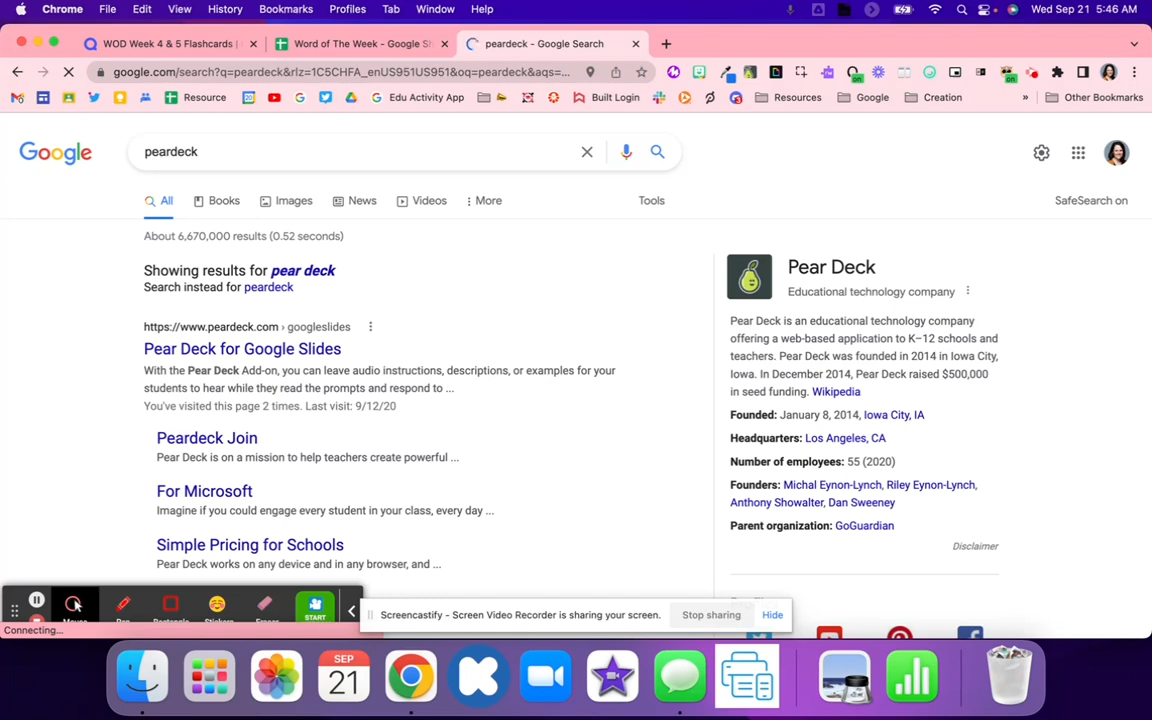 Chrome File Edit View History Bookmarks Profiles Tab Window Help Wed Sep 21 5:46 AM
WOD Week 4 & 5 Flashcards | Word of The Week - Google Sl peardeck - Google Search
google.com/search?q=peardeck&rlz=1C5CHFA_enUS951US951&oq=peardeck&aqs=...
Resource Edu Activity App Built Login Resources Google Creation » Other Bookmarks
Google peardeck
All Books Images News Videos More Tools SafeSearch on
About 6,670,000 results (0.52 seconds)
Showing results for pear deck
Search instead for peardeck
https://www.peardeck.com › googleslides
Pear Deck for Google Slides
With the Pear Deck Add-on, you can leave audio instructions, descriptions, or examples for your
students to hear while they read the prompts and respond to ...
You've visited this page 2 times. Last visit: 9/12/20
Peardeck Join
Pear Deck is on a mission to help teachers create powerful ...
For Microsoft
Imagine if you could engage every student in your class, every day ...
Simple Pricing for Schools
Pear Deck works on any device and in any browser, and ...
Pear Deck
Educational technology company
Pear Deck is an educational technology company
offering a web-based application to K–12 schools and
teachers. Pear Deck was founded in 2014 in Iowa City,
Iowa. In December 2014, Pear Deck raised $500,000
in seed funding. Wikipedia
Founded: January 8, 2014, Iowa City, IA
Headquarters: Los Angeles, CA
Number of employees: 55 (2020)
Founders: Michal Eynon-Lynch, Riley Eynon-Lynch,
Anthony Showalter, Dan Sweeney
Parent organization: GoGuardian
Disclaimer
START
Screencastify - Screen Video Recorder is sharing your screen. Stop sharing Hide
Connecting...
SEP
21